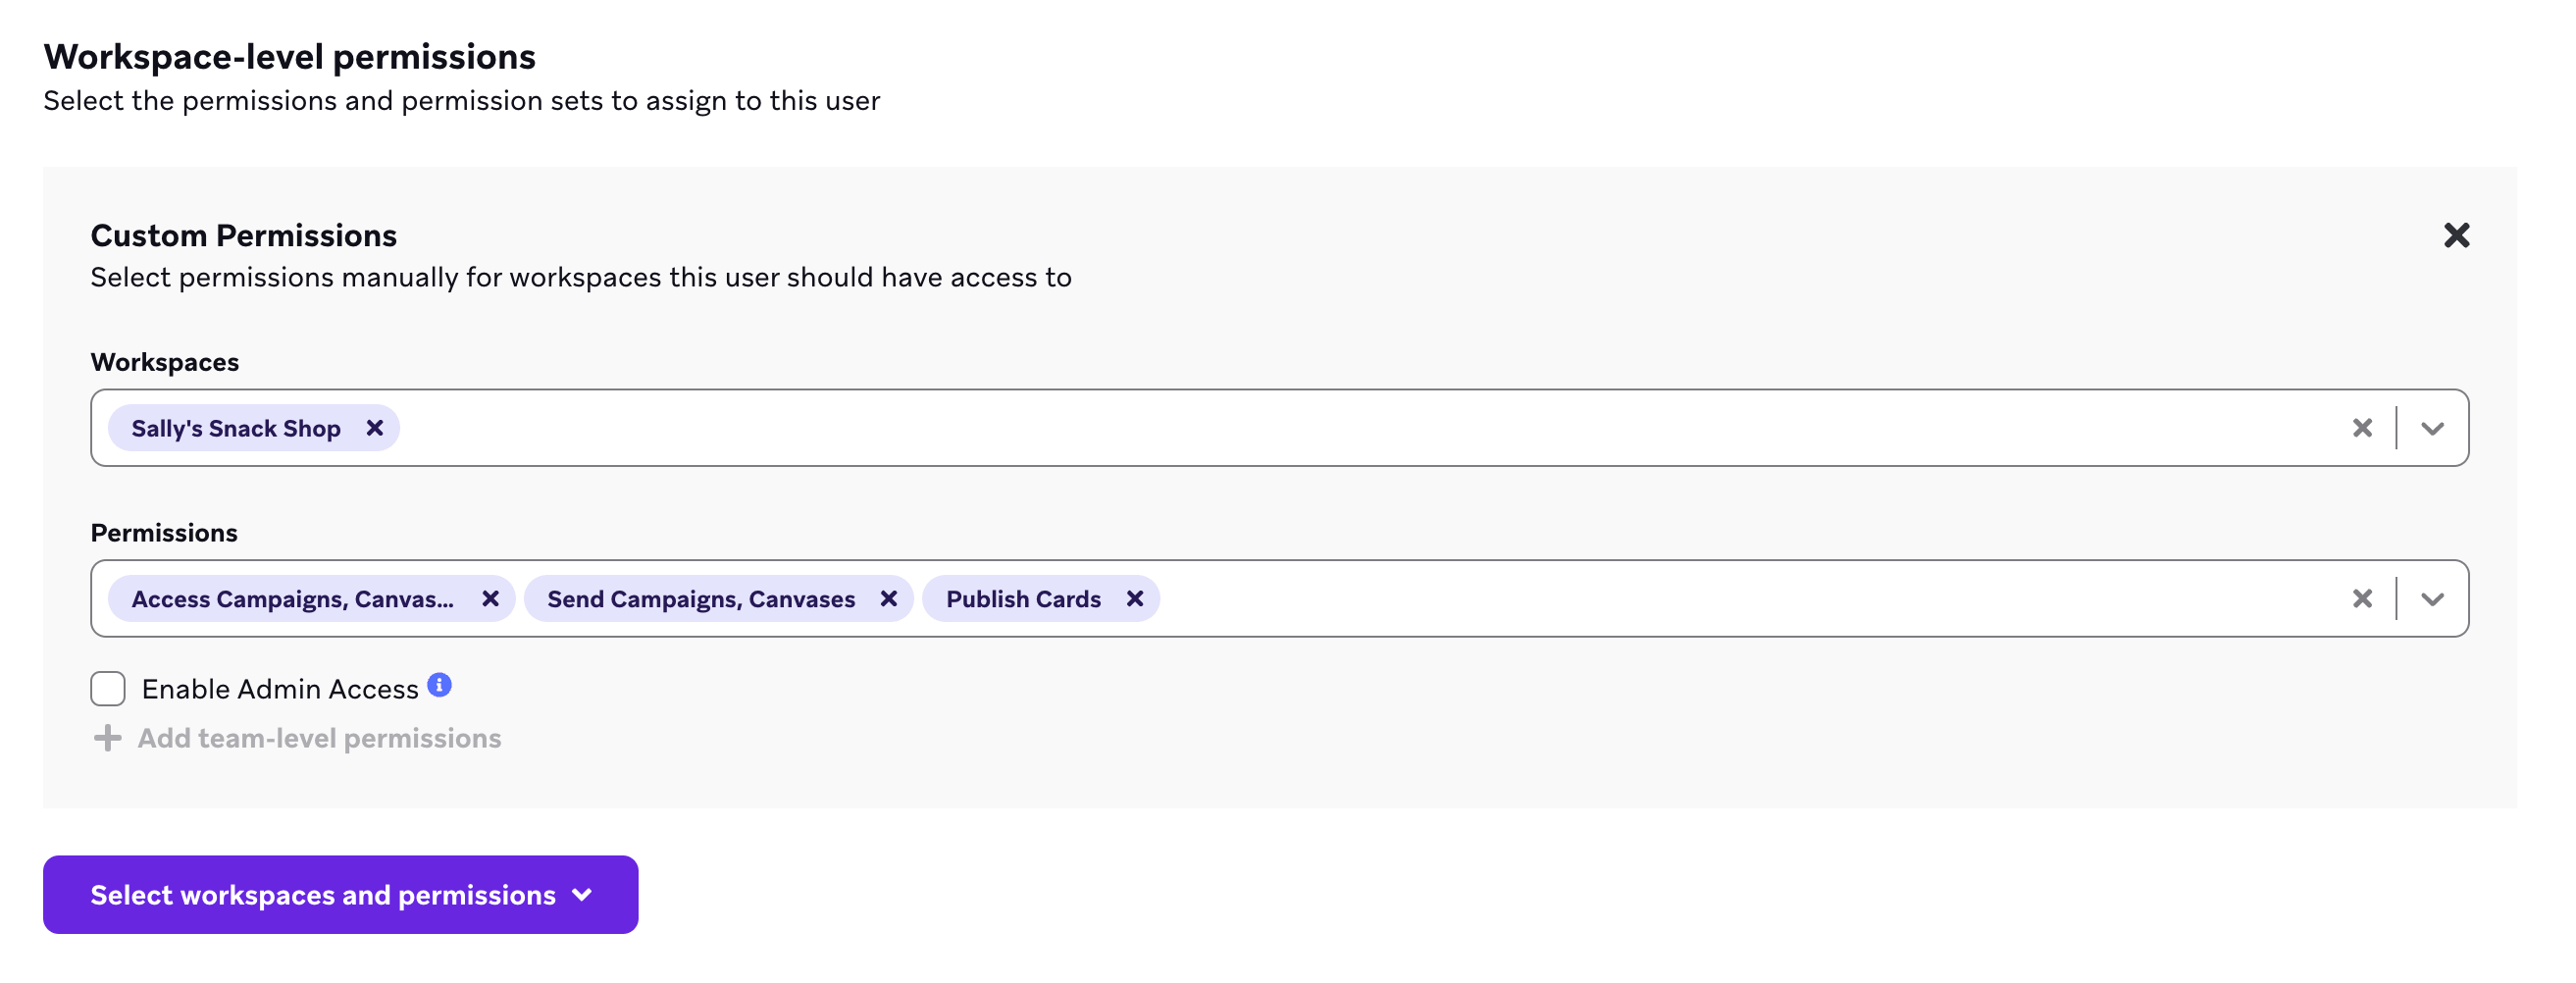 Workspace-level permissions
Select the permissions and permission sets to assign to this user
Custom Permissions
Select permissions manually for workspaces this user should have access to
Workspaces
Sally's Snack Shop
Permissions
Access Campaigns, Canvas... Send Campaigns, Canvases Publish Cards
Enable Admin Access
Add team-level permissions
Select workspaces and permissions